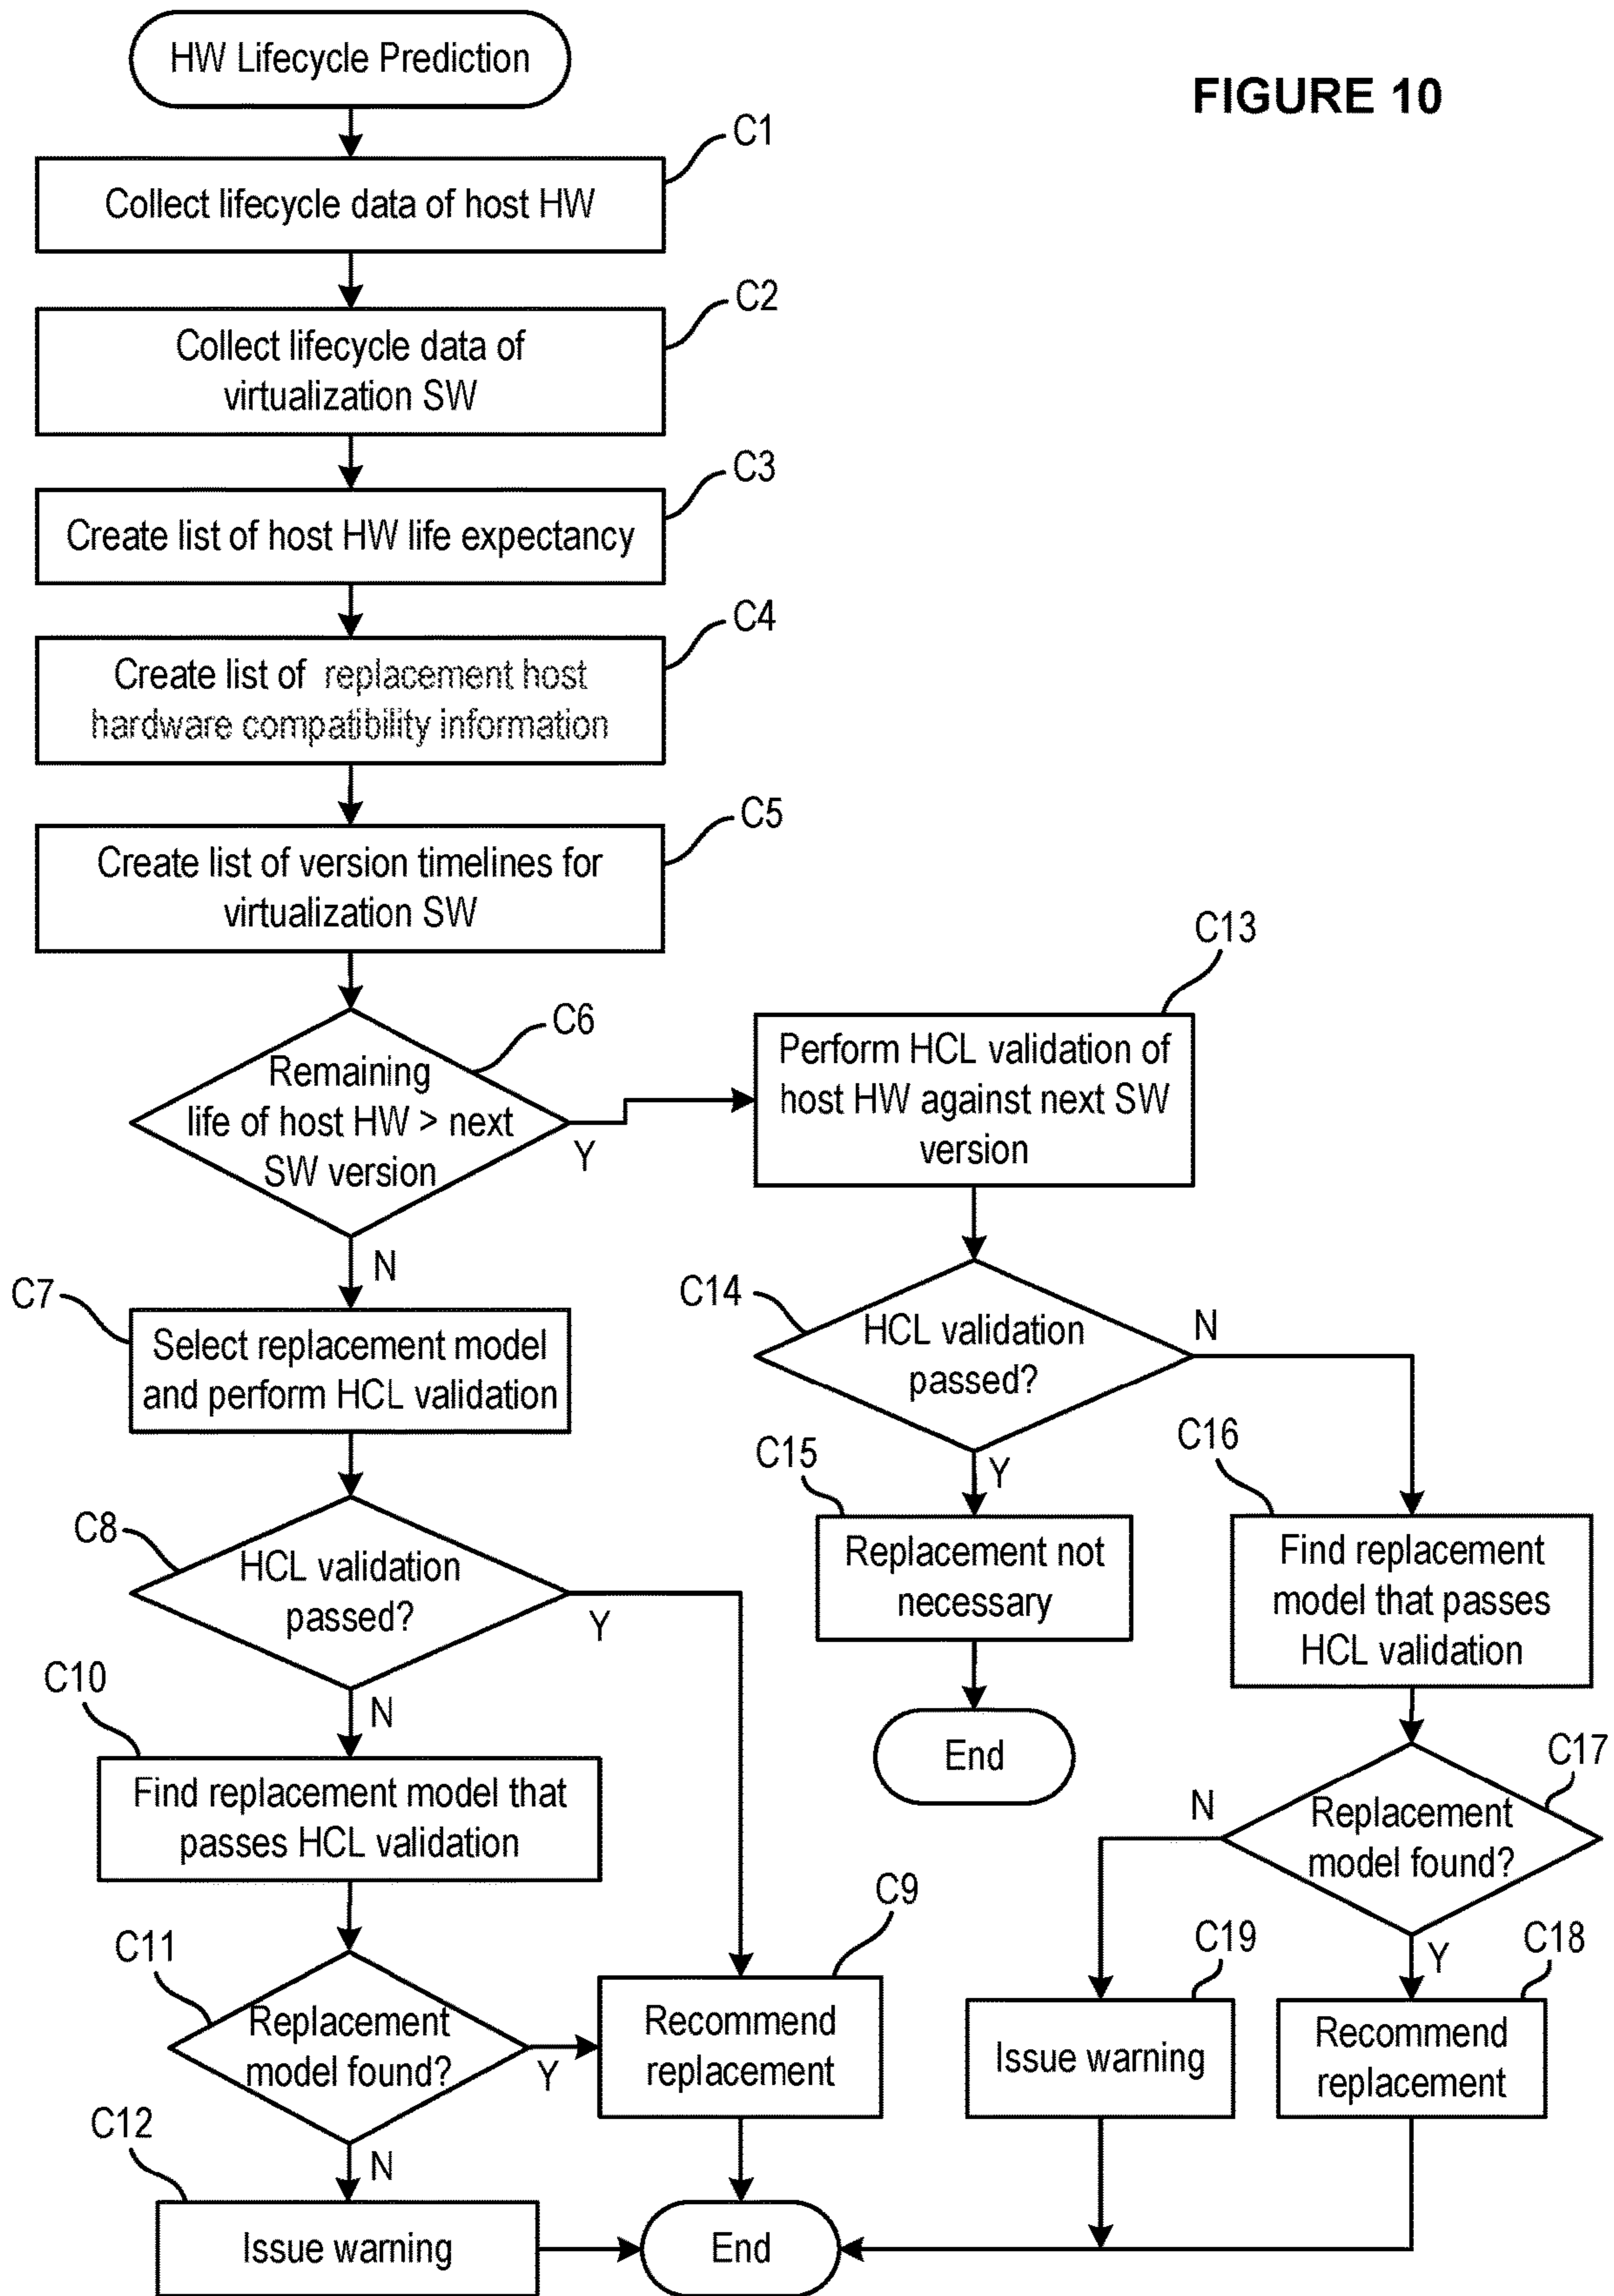 HW Lifecycle Prediction
FIGURE 10
C1
Collect lifecycle data of host HW
C2
Collect lifecycle data of
virtualization SW
C3
Create list of host HW life expectancy
C4
Create list of replacement host
hardware compatibility information
C5
Create list of version timelines for
virtualization SW
C6
Remaining
life of host HW > next
SW version
Y
N
C13
Perform HCL validation of
host HW against next SW
version
C7
Select replacement model
and perform HCL validation
C14
HCL validation
passed?
N
Y
C8
HCL validation
passed?
Y
N
C15
Replacement not
necessary
End
C16
Find replacement
model that passes
HCL validation
C10
Find replacement model that
passes HCL validation
C17
Replacement
model found?
N
Y
C11
Replacement
model found?
Y
N
C9
Recommend
replacement
C19
Issue warning
C18
Recommend
replacement
C12
Issue warning
End